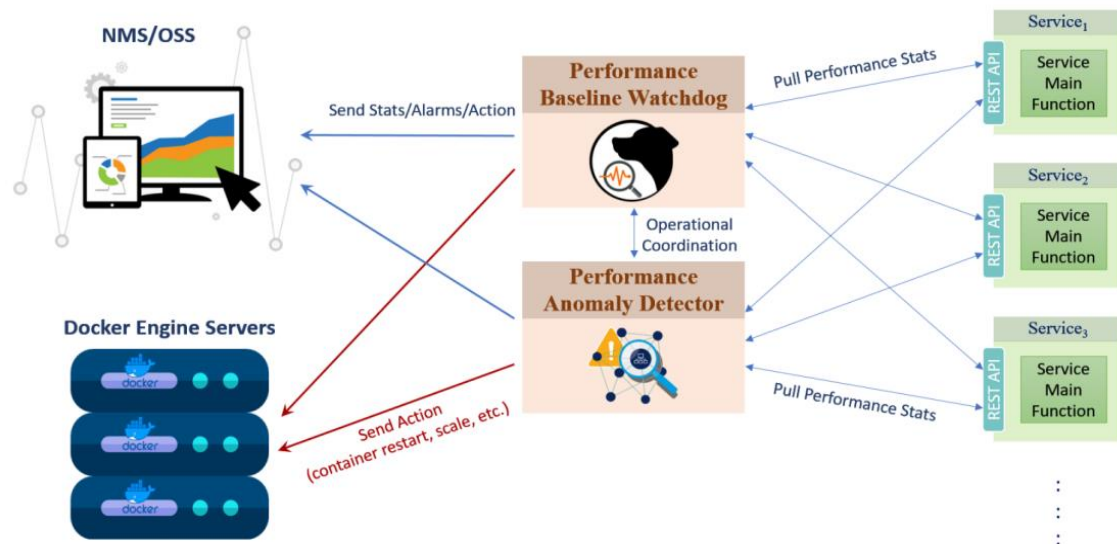 NMS/OSS
Send Stats/Alarms/Action
Performance
Baseline Watchdog
Operational
Coordination
Performance
Anomaly Detector
Pull Performance Stats
Pull Performance Stats
Service₁
REST API
Service
Main
Function
Service₂
REST API
Service
Main
Function
Service₃
REST API
Service
Main
Function
Docker Engine Servers
docker
docker
docker
Send Action
(container restart, scale, etc.)